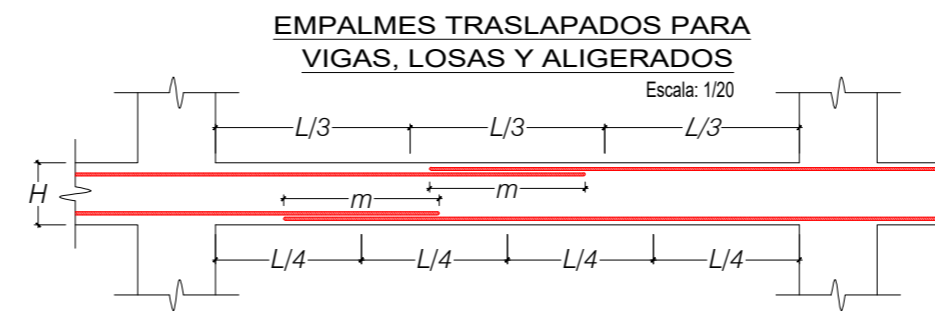 EMPALMES TRASLAPADOS PARA
VIGAS, LOSAS Y ALIGERADOS
Escala: 1/20
L/3 L/3 L/3
H
m
m
L/4 L/4 L/4 L/4